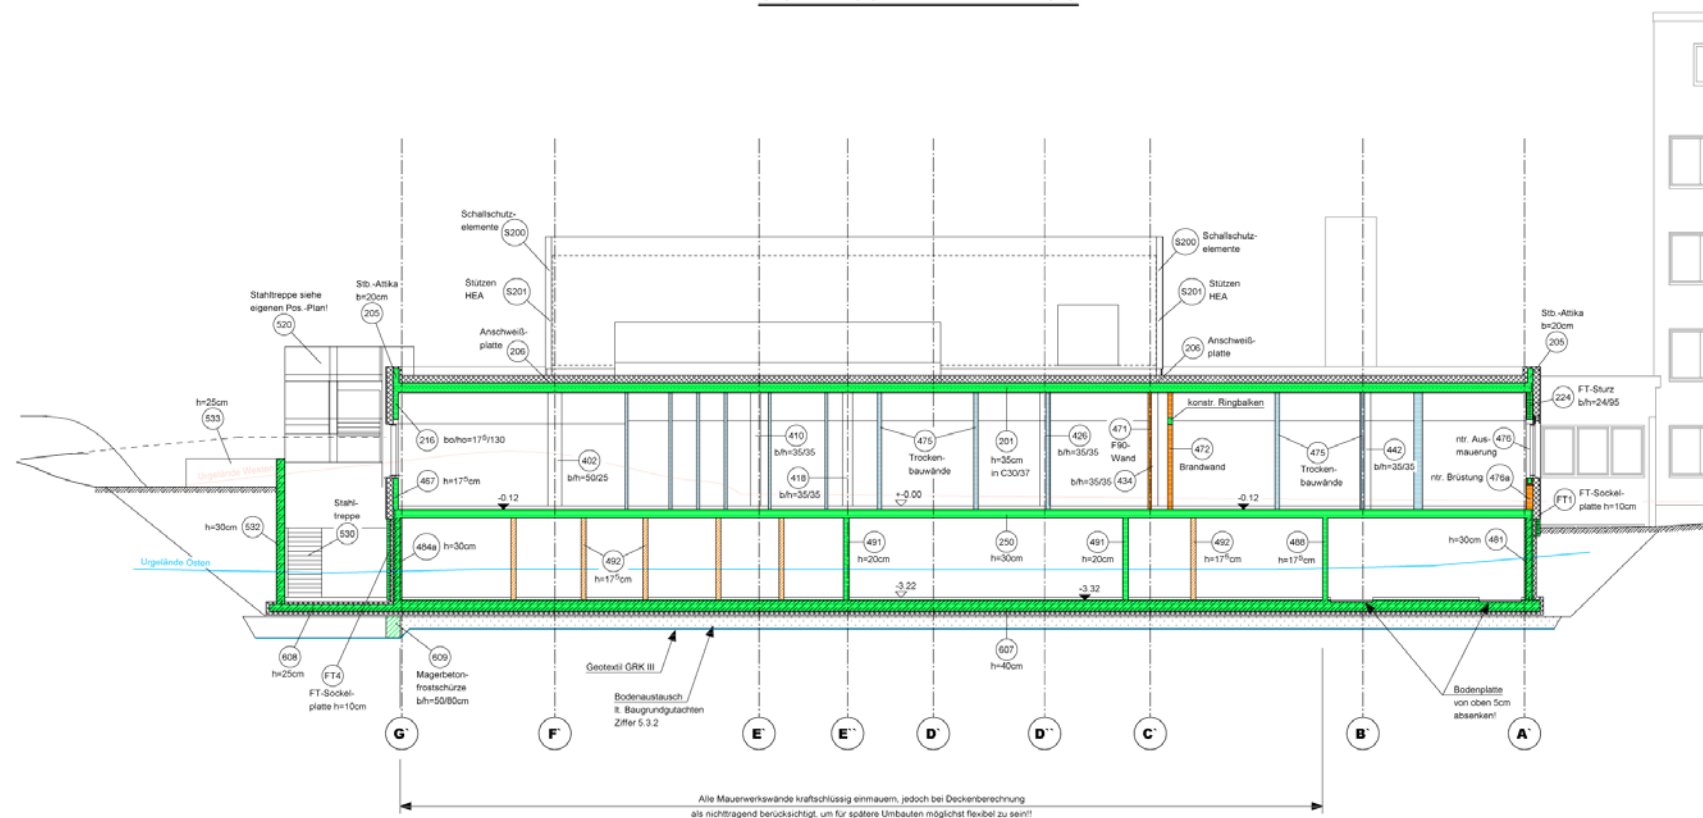 Schallschutz-
elemente
S200
S200
Schallschutz-
elemente
Stützen
HEA
S201
S201
Stützen
HEA
Stahltreppe siehe
eigenen Pos.-Plan!
520
Stb.-Attika
b=20cm
205
Anschweiß-
platte
206
206
Anschweiß-
platte
Stb.-Attika
b=20cm
205
h=25cm
533
216
bo/ho=17⁵/130
402
b/h=50/25
410
b/h=35/35
418
b/h=35/35
475
Trocken-
bauwände
201
h=35cm
in C30/37
426
b/h=35/35
471
F90-
Wand
b/h=35/35
434
konstr. Ringbalken
472
Brandwand
475
Trocken-
bauwände
442
b/h=35/35
224
FT-Sturz
b/h=24/95
ntr. Aus-
mauerung
476
ntr. Brüstung
476a
FT1
FT-Sockel-
platte h=10cm
Urgelände Westen
467
h=17⁵cm
-0.12
+-0.00
-0.12
h=30cm
532
Stahl-
treppe
530
484a
h=30cm
492
h=17⁵cm
491
h=20cm
250
h=30cm
491
h=20cm
492
h=17⁵cm
488
h=17⁵cm
h=30cm
481
Urgelände Osten
-3.22
-3.32
608
h=25cm
FT4
FT-Sockel-
platte h=10cm
609
Magerbeton-
frostschürze
b/h=50/80cm
Geotextil GRK III
Bodenaustausch
lt. Baugrundgutachten
Ziffer 5.3.2
607
h=40cm
Bodenplatte
von oben 5cm
absenken!
G`
F`
E`
E``
D`
D``
C`
B`
A`
Alle Mauerwerkswände kraftschlüssig einmauern, jedoch bei Deckenberechnung
als nichttragend berücksichtigt, um für spätere Umbauten möglichst flexibel zu sein!!